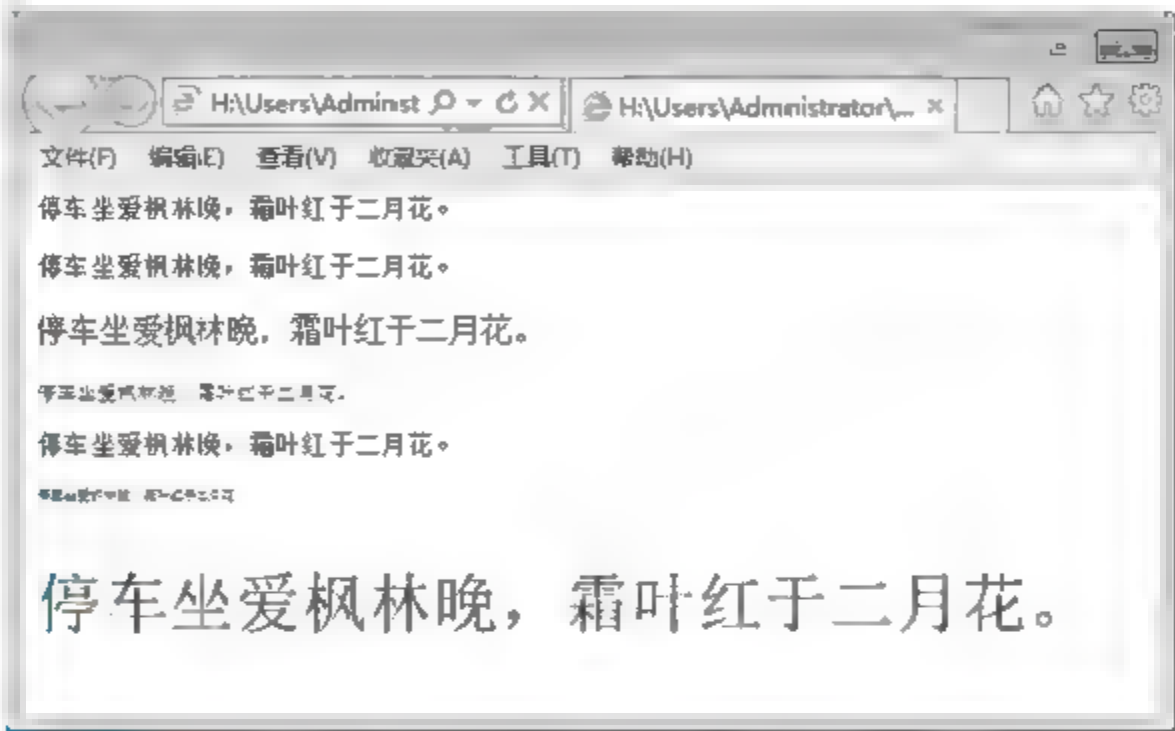 H:\Users\Administ
H:\Users\Administrator\...
文件(F) 编辑(E) 查看(V) 收藏夹(A) 工具(T) 帮助(H)
停车坐爱枫林晚，霜叶红于二月花。
停车坐爱枫林晚，霜叶红于二月花。
停车坐爱枫林晚，霜叶红于二月花。
停车坐爱枫林晚，霜叶红于二月花。
停车坐爱枫林晚，霜叶红于二月花。
停车坐爱枫林晚，霜叶红于二月花。